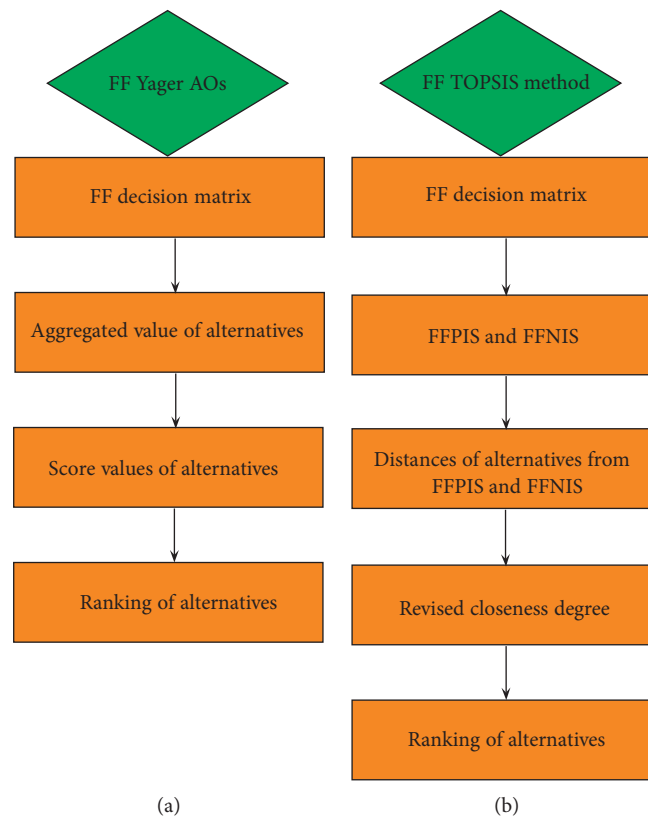 FF Yager AOs
FF decision matrix
Aggregated value of alternatives
Score values of alternatives
Ranking of alternatives
(a)
FF TOPSIS method
FF decision matrix
FFPIS and FFNIS
Distances of alternatives from
FFPIS and FFNIS
Revised closeness degree
Ranking of alternatives
(b)